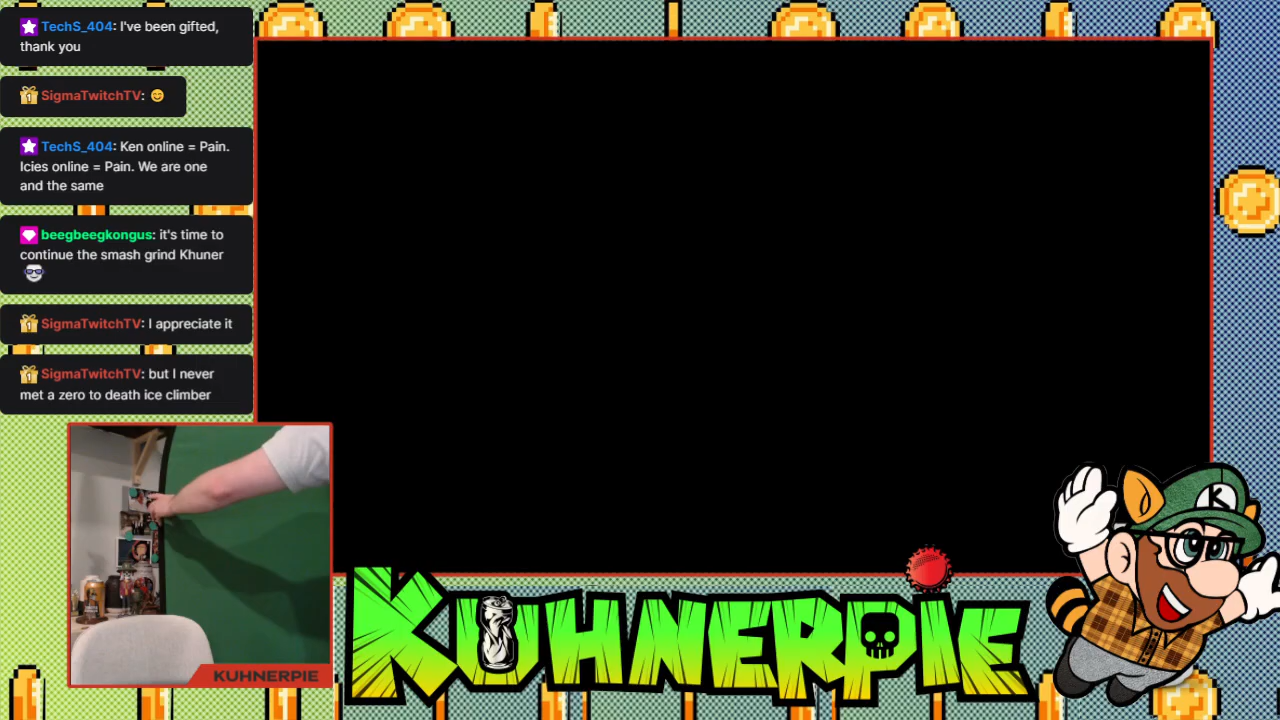 TechS_404: I've been gifted,
thank you
SigmaTwitchTV:
TechS_404: Ken online = Pain.
Icies online = Pain. We are one
and the same
beegbeegkongus: it's time to
continue the smash grind Khuner
SigmaTwitchTV: I appreciate it
SigmaTwitchTV: but I never
met a zero to death ice climber
KUHNERPIE
KUHNERPIE
K